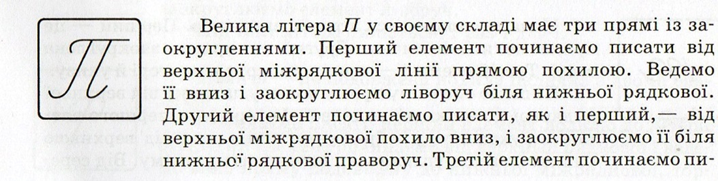 П
Велика літера П у своєму складі має три прямі із за-
округленнями. Перший елемент починаємо писати від
верхньої міжрядкової лінії прямою похилою. Ведемо
її вниз і заокруглюємо ліворуч біля нижньої рядкової.
Другий елемент починаємо писати, як і перший,— від
верхньої міжрядкової похило вниз, і заокруглюємо її біля
нижньої рядкової праворуч. Третій елемент починаємо пи-